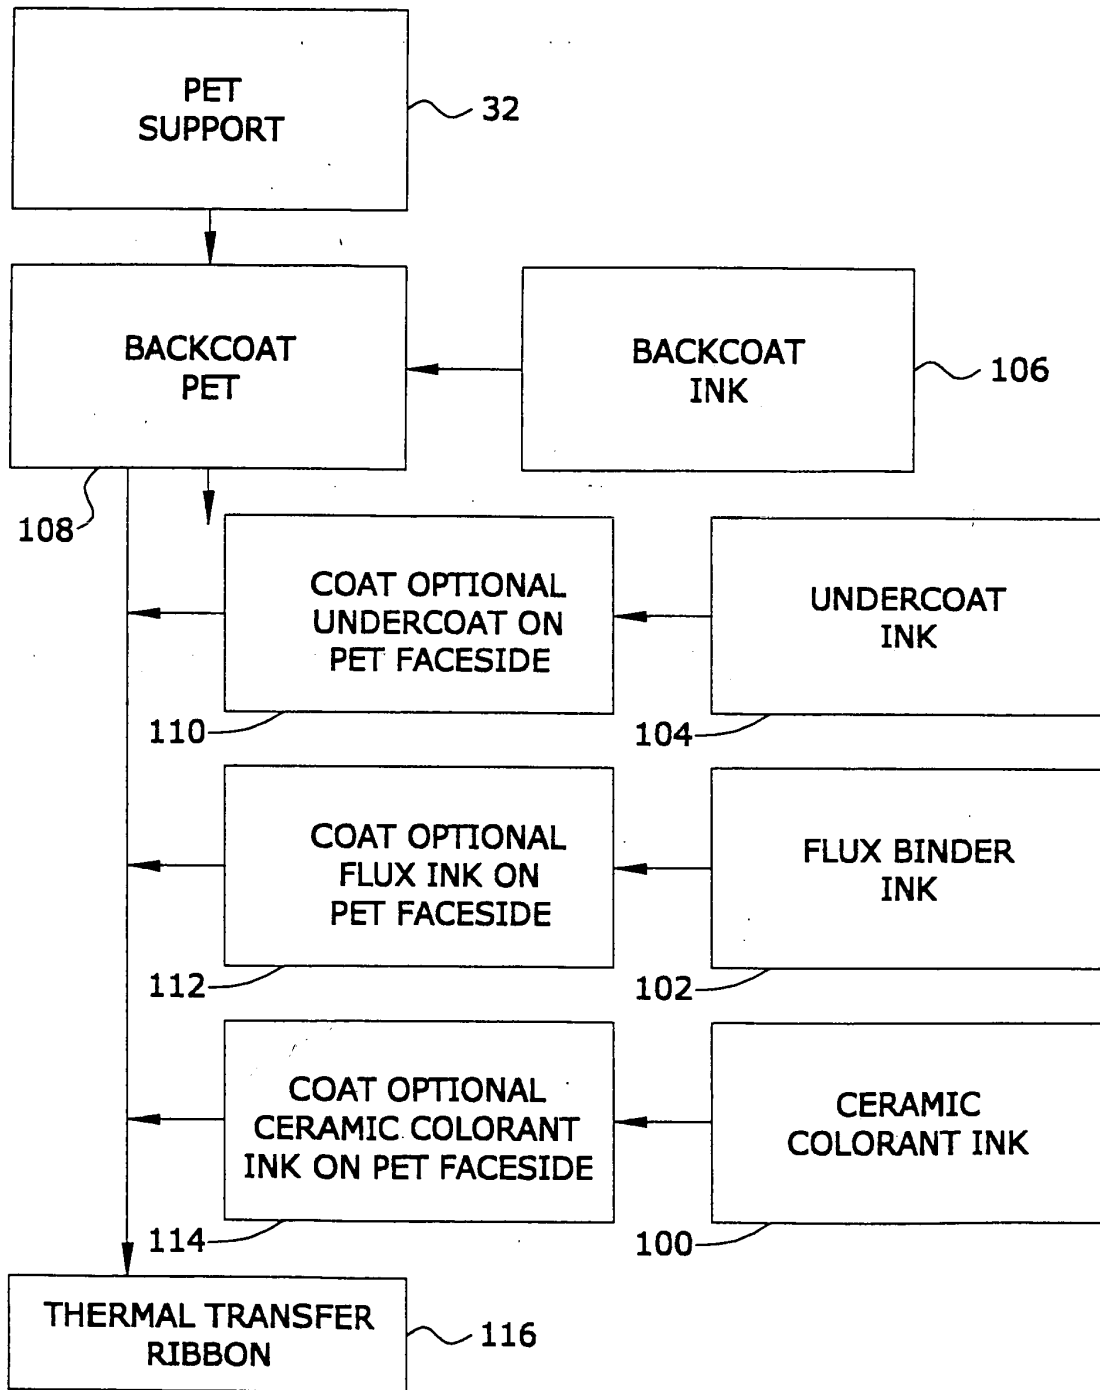 PET
SUPPORT
32
BACKCOAT
PET
BACKCOAT
INK
106
108
COAT OPTIONAL
UNDERCOAT ON
PET FACESIDE
UNDERCOAT
INK
110
104
COAT OPTIONAL
FLUX INK ON
PET FACESIDE
FLUX BINDER
INK
112
102
COAT OPTIONAL
CERAMIC COLORANT
INK ON PET FACESIDE
CERAMIC
COLORANT INK
114
100
THERMAL TRANSFER
RIBBON
116